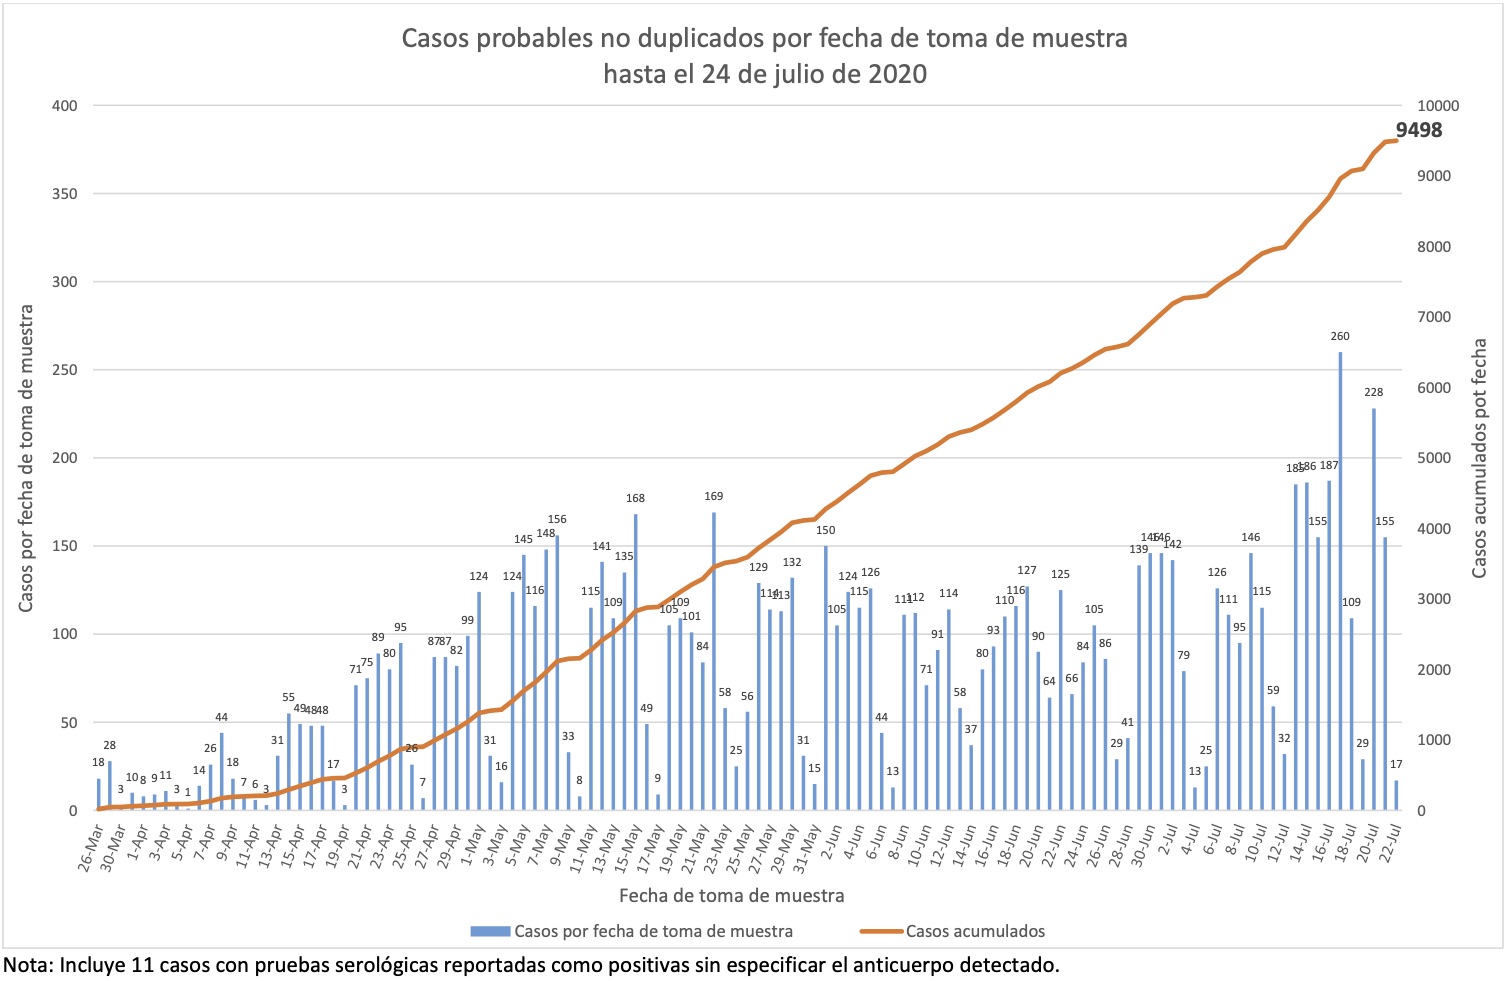 Casos probables no duplicados por fecha de toma de muestra
hasta el 24 de julio de 2020
400
350
300
250
200
150
100
50
0
Casos por fecha de toma de muestra
10000
9000
8000
7000
6000
5000
4000
3000
2000
1000
0
Casos acumulados pot fecha
9498
18
28
3
10
8
9
11
3
1
14
26
44
18
7
6
3
31
55
49
48
48
17
3
71
75
89
80
95
26
7
87
87
82
99
124
31
16
124
145
116
148
156
33
8
115
141
109
135
168
49
9
105
109
101
84
169
58
25
56
129
114
113
132
31
15
150
105
124
115
126
44
13
111
112
71
91
114
58
37
80
93
110
116
127
90
64
125
66
84
105
86
29
41
139
146
146
142
79
13
25
126
111
95
146
115
59
32
185
186
155
187
260
109
29
228
155
17
26-Mar
30-Mar
1-Apr
3-Apr
5-Apr
7-Apr
9-Apr
11-Apr
13-Apr
15-Apr
17-Apr
19-Apr
21-Apr
23-Apr
25-Apr
27-Apr
29-Apr
1-May
3-May
5-May
7-May
9-May
11-May
13-May
15-May
17-May
19-May
21-May
23-May
25-May
27-May
29-May
31-May
2-Jun
4-Jun
6-Jun
8-Jun
10-Jun
12-Jun
14-Jun
16-Jun
18-Jun
20-Jun
22-Jun
24-Jun
26-Jun
28-Jun
30-Jun
2-Jul
4-Jul
6-Jul
8-Jul
10-Jul
12-Jul
14-Jul
16-Jul
18-Jul
20-Jul
22-Jul
Fecha de toma de muestra
Casos por fecha de toma de muestra
Casos acumulados
Nota: Incluye 11 casos con pruebas serológicas reportadas como positivas sin especificar el anticuerpo detectado.